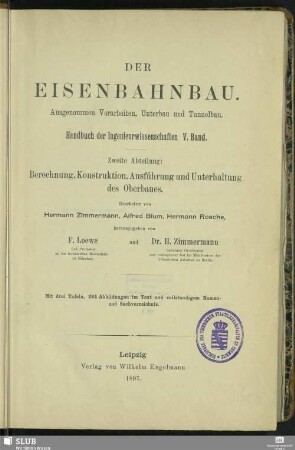 DER
EISENBAHNBAU.
Ausgenommen Vorarbeiten, Unterbau und Tunnelbau.
Handbuch der Ingenieurwissenschaften V. Band.
Zweite Abteilung:
Berechnung, Konstruktion, Ausführung und Unterhaltung
des Oberbaues.
Bearbeitet von
Hermann Zimmermann, Alfred Blum, Hermann Rosche,
herausgegeben von
F. Loewe und Dr. H. Zimmermann
Mit drei Tafeln, Abbildungen im Text und vollständigem Namen-
und Sachverzeichnis.
Leipzig
Verlag von Wilhelm Engelmann
1897.
SLUB